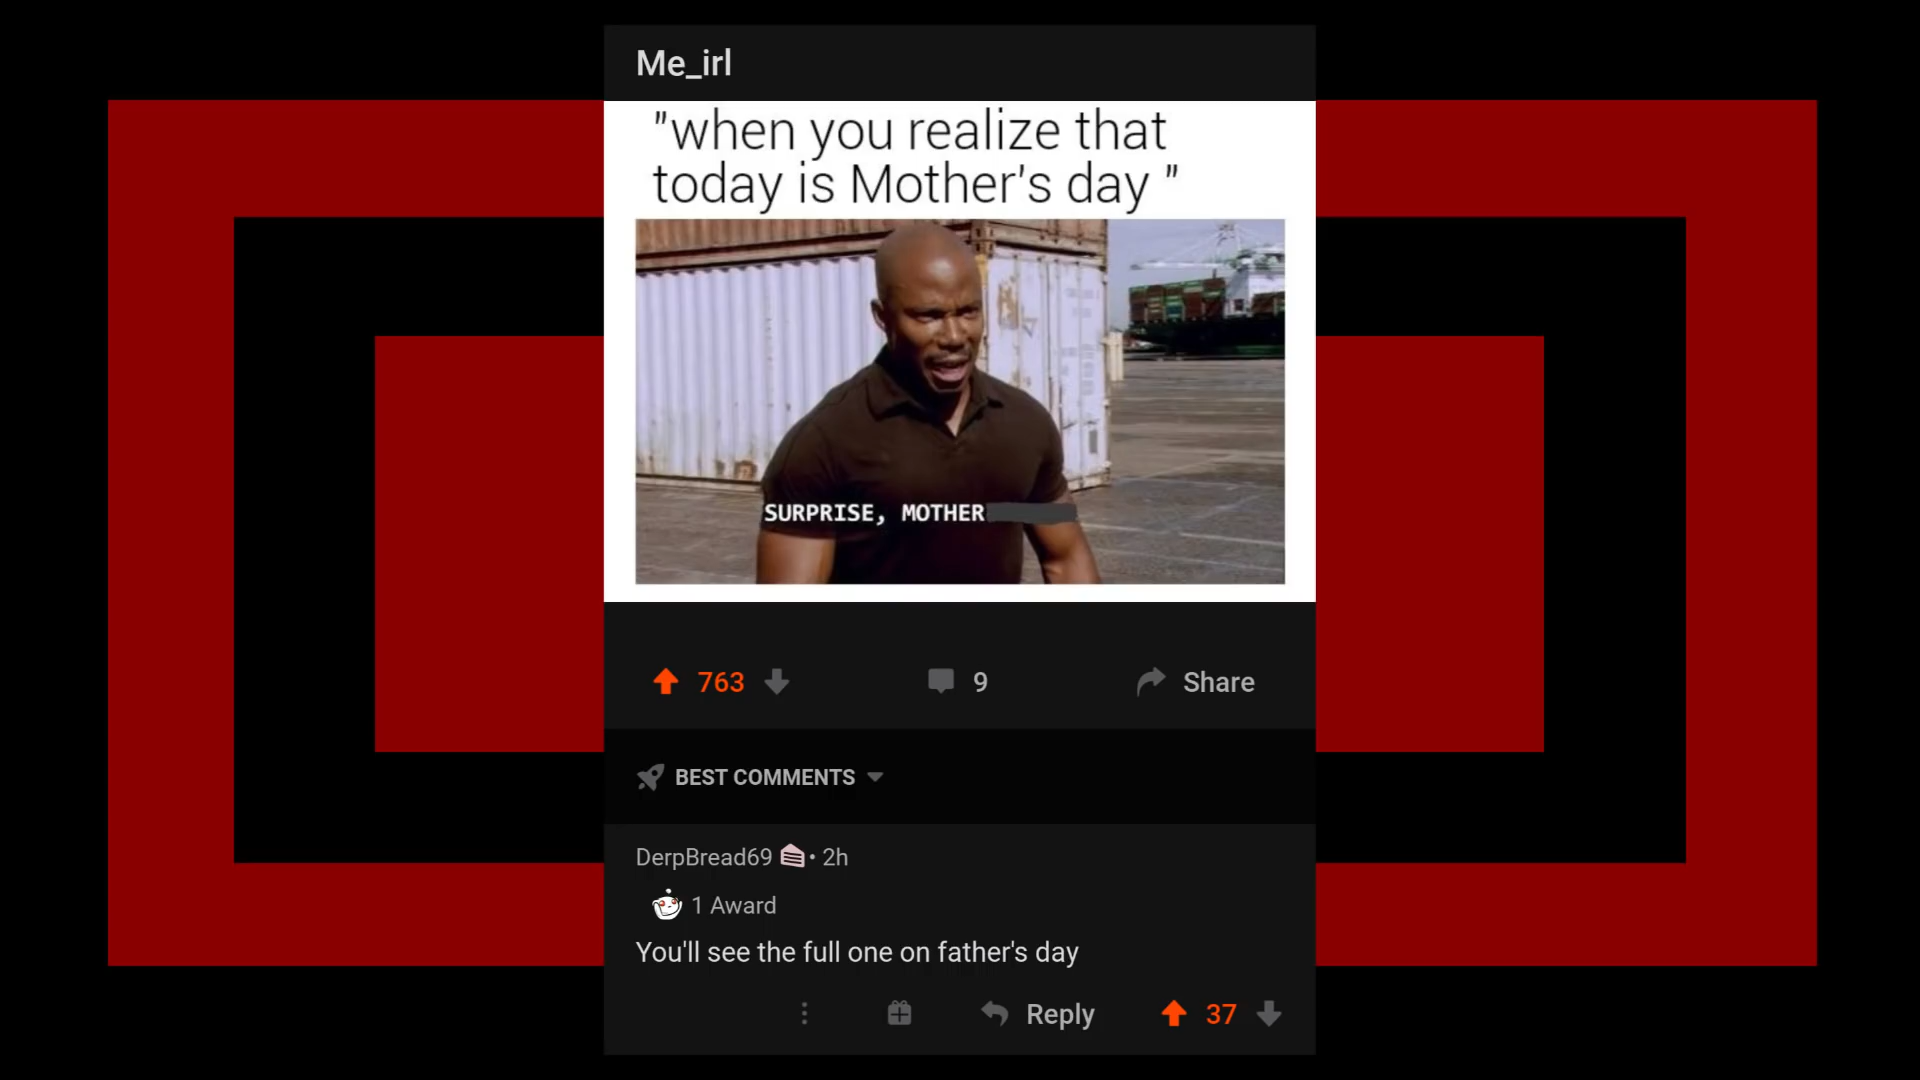 Me_irl
"when you realize that
today is Mother's day "
SURPRISE, MOTHER
763
9
Share
BEST COMMENTS
DerpBread69 • 2h
1 Award
You'll see the full one on father's day
Reply
37